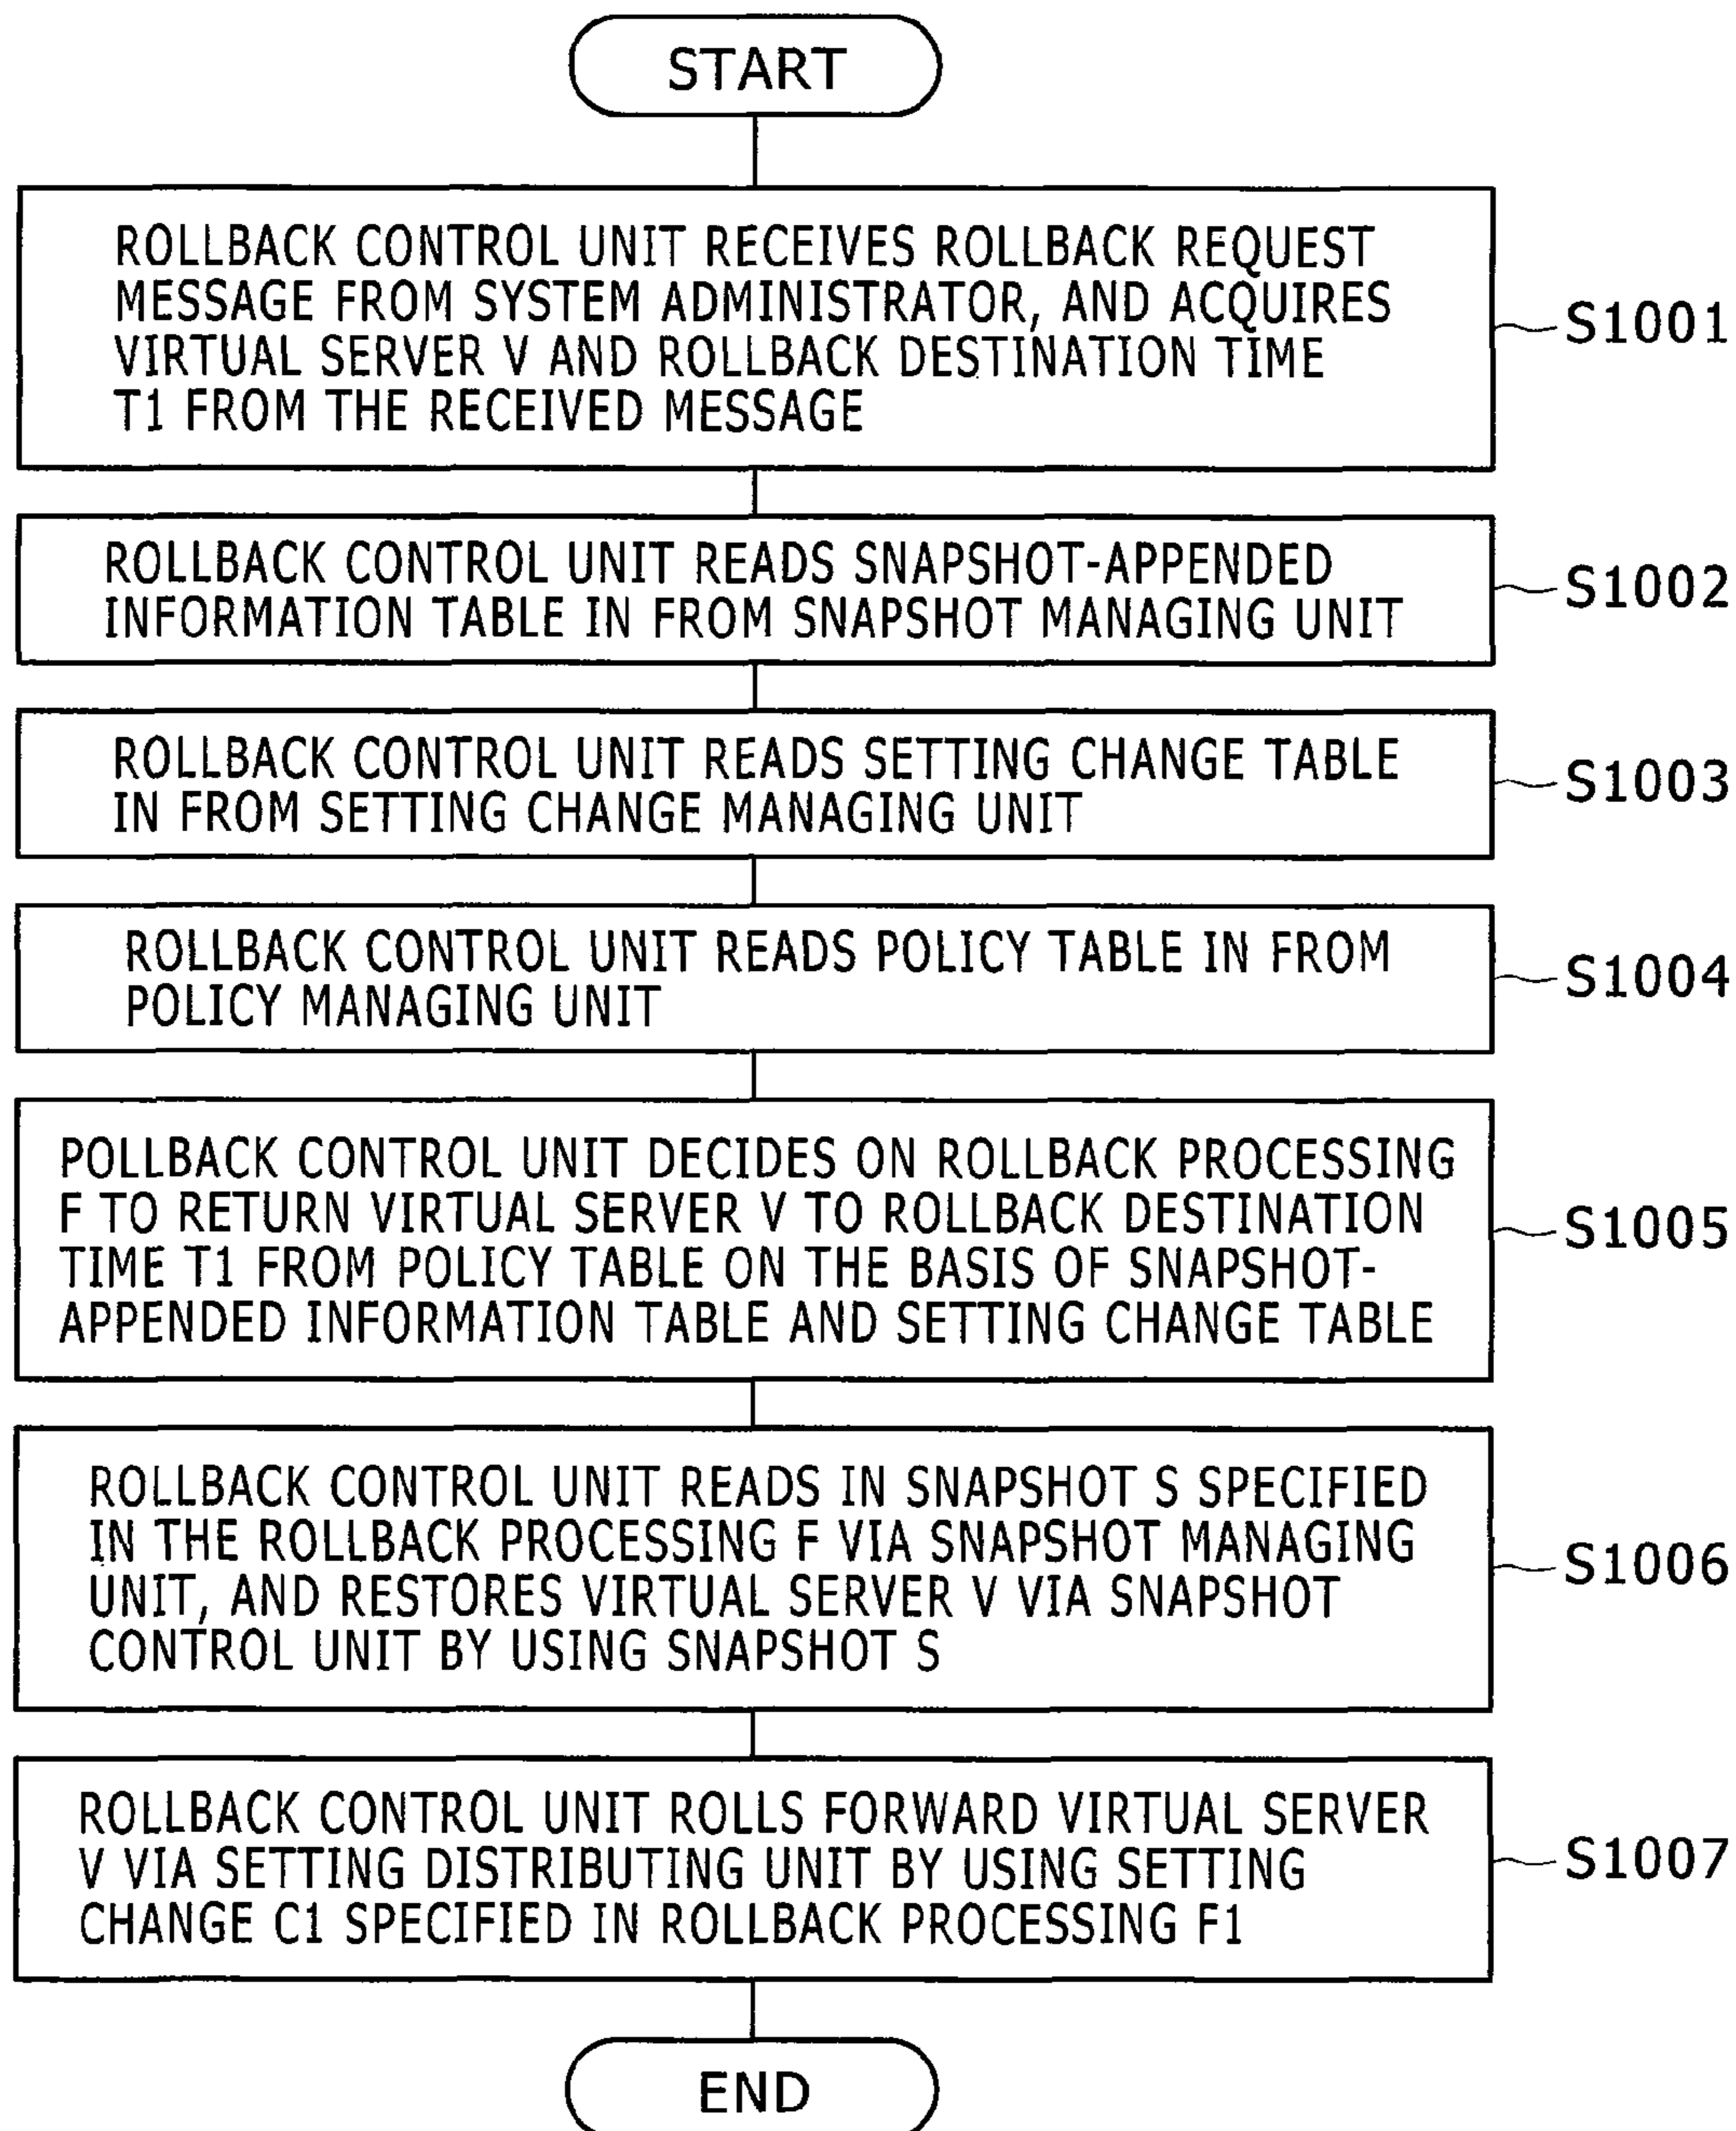 START
ROLLBACK CONTROL UNIT RECEIVES ROLLBACK REQUEST
MESSAGE FROM SYSTEM ADMINISTRATOR, AND ACQUIRES
VIRTUAL SERVER V AND ROLLBACK DESTINATION TIME
T1 FROM THE RECEIVED MESSAGE
S1001
ROLLBACK CONTROL UNIT READS SNAPSHOT-APPENDED
INFORMATION TABLE IN FROM SNAPSHOT MANAGING UNIT
S1002
ROLLBACK CONTROL UNIT READS SETTING CHANGE TABLE
IN FROM SETTING CHANGE MANAGING UNIT
S1003
ROLLBACK CONTROL UNIT READS POLICY TABLE IN FROM
POLICY MANAGING UNIT
S1004
POLLBACK CONTROL UNIT DECIDES ON ROLLBACK PROCESSING
F TO RETURN VIRTUAL SERVER V TO ROLLBACK DESTINATION
TIME T1 FROM POLICY TABLE ON THE BASIS OF SNAPSHOT-
APPENDED INFORMATION TABLE AND SETTING CHANGE TABLE
S1005
ROLLBACK CONTROL UNIT READS IN SNAPSHOT S SPECIFIED
IN THE ROLLBACK PROCESSING F VIA SNAPSHOT MANAGING
UNIT, AND RESTORES VIRTUAL SERVER V VIA SNAPSHOT
CONTROL UNIT BY USING SNAPSHOT S
S1006
ROLLBACK CONTROL UNIT ROLLS FORWARD VIRTUAL SERVER
V VIA SETTING DISTRIBUTING UNIT BY USING SETTING
CHANGE C1 SPECIFIED IN ROLLBACK PROCESSING F1
S1007
END